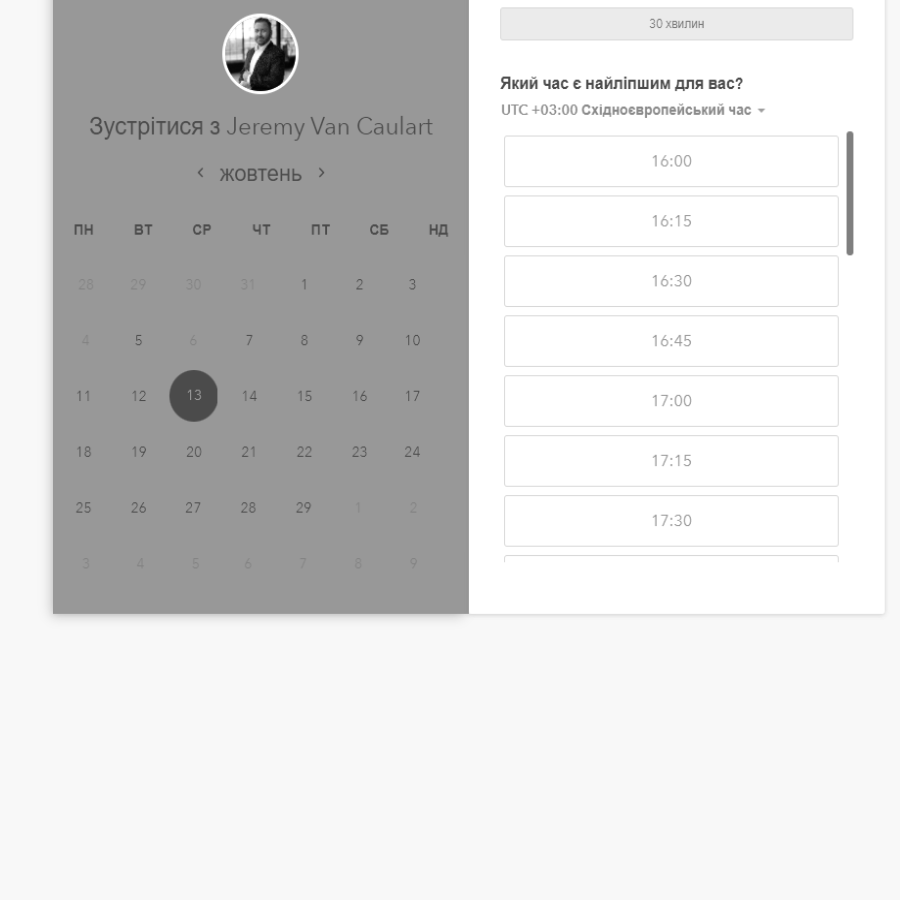 Зустрітися з Jeremy Van Caulart
жовтень
ПН ВТ СР ЧТ ПТ СБ НД
28 29 30 31 1 2 3
4 5 6 7 8 9 10
11 12 13 14 15 16 17
18 19 20 21 22 23 24
25 26 27 28 29 1 2
3 4 5 6 7 8 9
30 хвилин
Який час є найліпшим для вас?
UTC +03:00 Східноєвропейський час
16:00
16:15
16:30
16:45
17:00
17:15
17:30